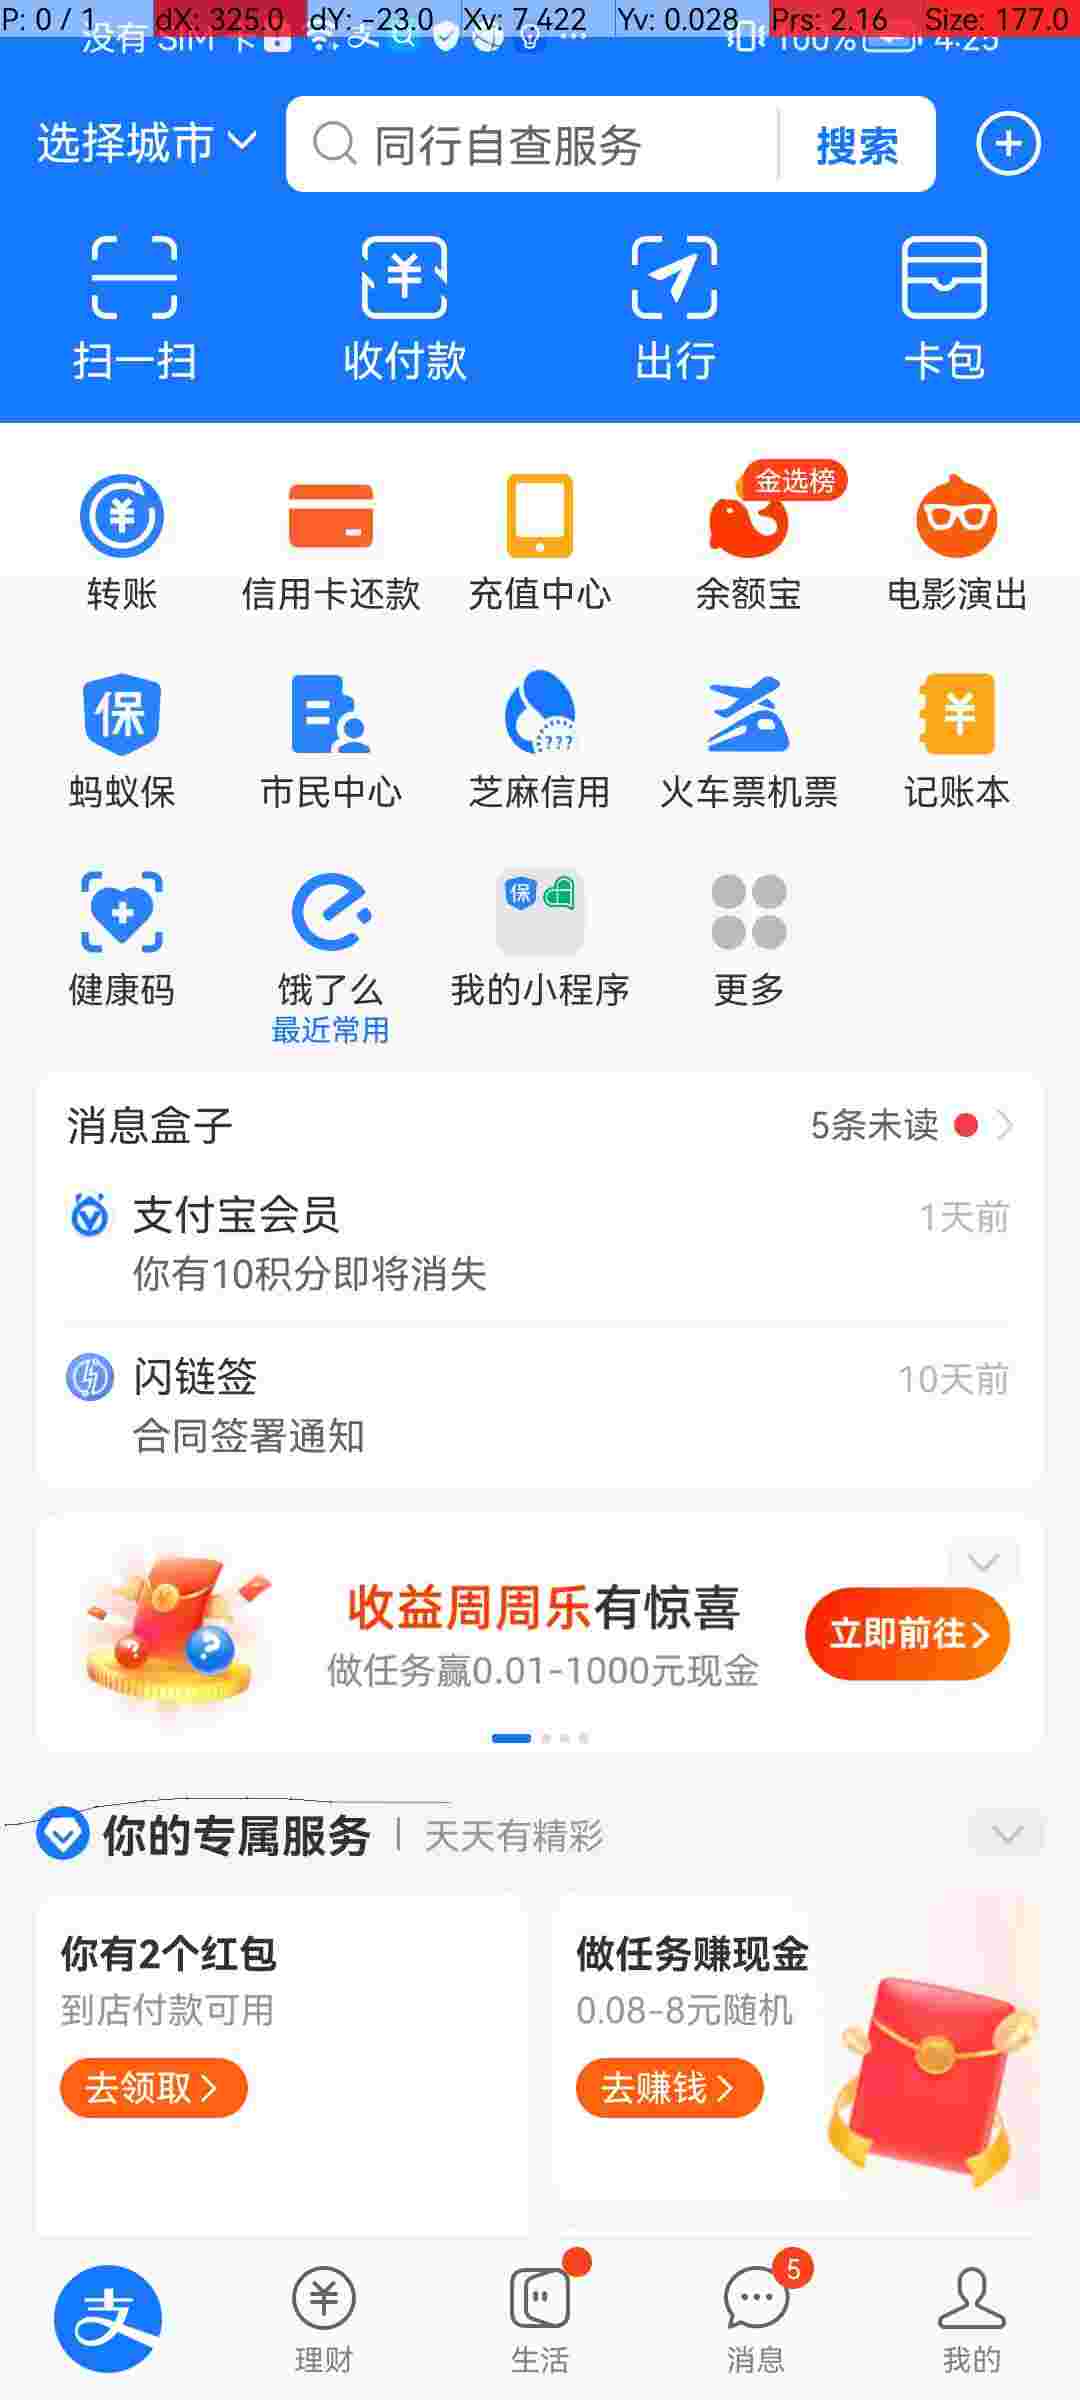 P: 0 / 1 dX: 325.0 dY: -23.0 Xv: 7.422 Yv: 0.028 Prs: 2.16 Size: 177.0
没有 SIM 卡 100% 4:25
选择城市 同行自查服务 搜索
扫一扫 收付款 出行 卡包
金选榜
转账 信用卡还款 充值中心 余额宝 电影演出
保 ???
蚂蚁保 市民中心 芝麻信用 火车票机票 记账本
保
健康码 饿了么 我的小程序 更多
最近常用
消息盒子 5条未读
支付宝会员 1天前
你有10积分即将消失
闪链签 10天前
合同签署通知
收益周周乐有惊喜
立即前往
做任务赢0.01-1000元现金
你的专属服务 天天有精彩
你有2个红包 做任务赚现金
到店付款可用 0.08-8元随机
去领取 去赚钱
5
支 理财 生活 消息 我的